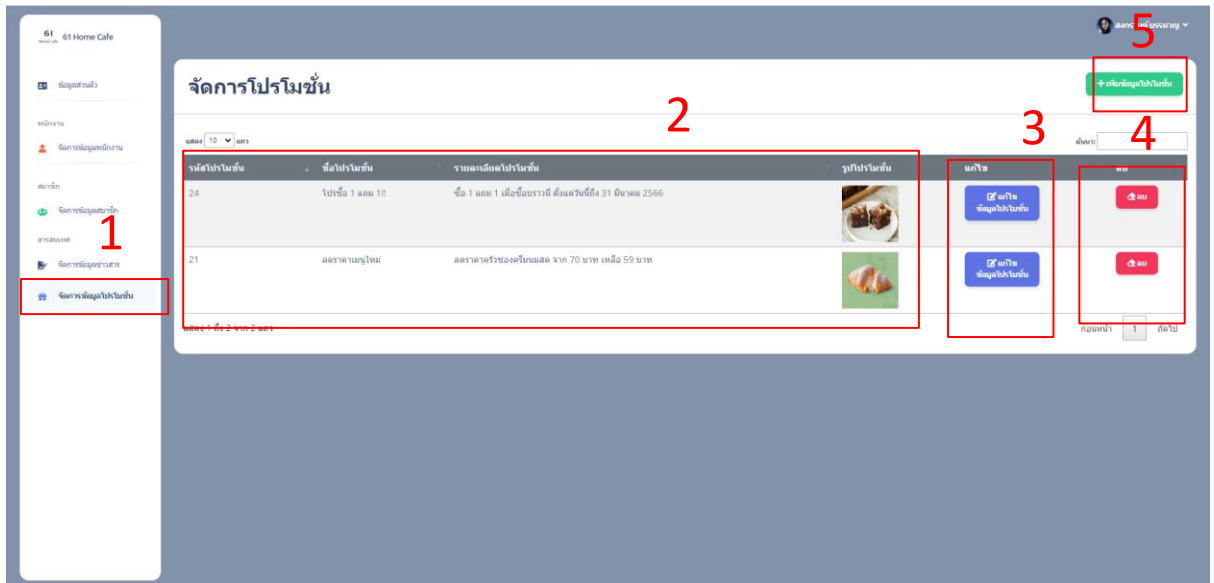 61
61 Home Cafe
5
ข้อมูลส่วนตัว
จัดการโปรโมชั่น
+ เพิ่มข้อมูลโปรโมชั่น
2
3
4
พนักงาน
จัดการข้อมูลพนักงาน
แสดง 10 แถว
ค้นหา:
รหัสโปรโมชั่น ชื่อโปรโมชั่น รายละเอียดโปรโมชั่น รูปโปรโมชั่น แก้ไข ลบ
สมาชิก
จัดการข้อมูลสมาชิก
24 โปรซื้อ 1 แถม 1!! ซื้อ 1 แถม 1 เมื่อซื้อบราวนี่ ตั้งแต่วันนี้ถึง 31 มีนาคม 2566
แก้ไข
ข้อมูลโปรโมชั่น
ลบ
สารสนเทศ
1
จัดการข้อมูลข่าวสาร
21 ลดราคาเมนูใหม่ ลดราคาครัวซองครีมนมสด จาก 70 บาท เหลือ 59 บาท
แก้ไข
ข้อมูลโปรโมชั่น
ลบ
จัดการข้อมูลโปรโมชั่น
แสดง 1 ถึง 2 จาก 2 แถว
ก่อนหน้า 1 ถัดไป